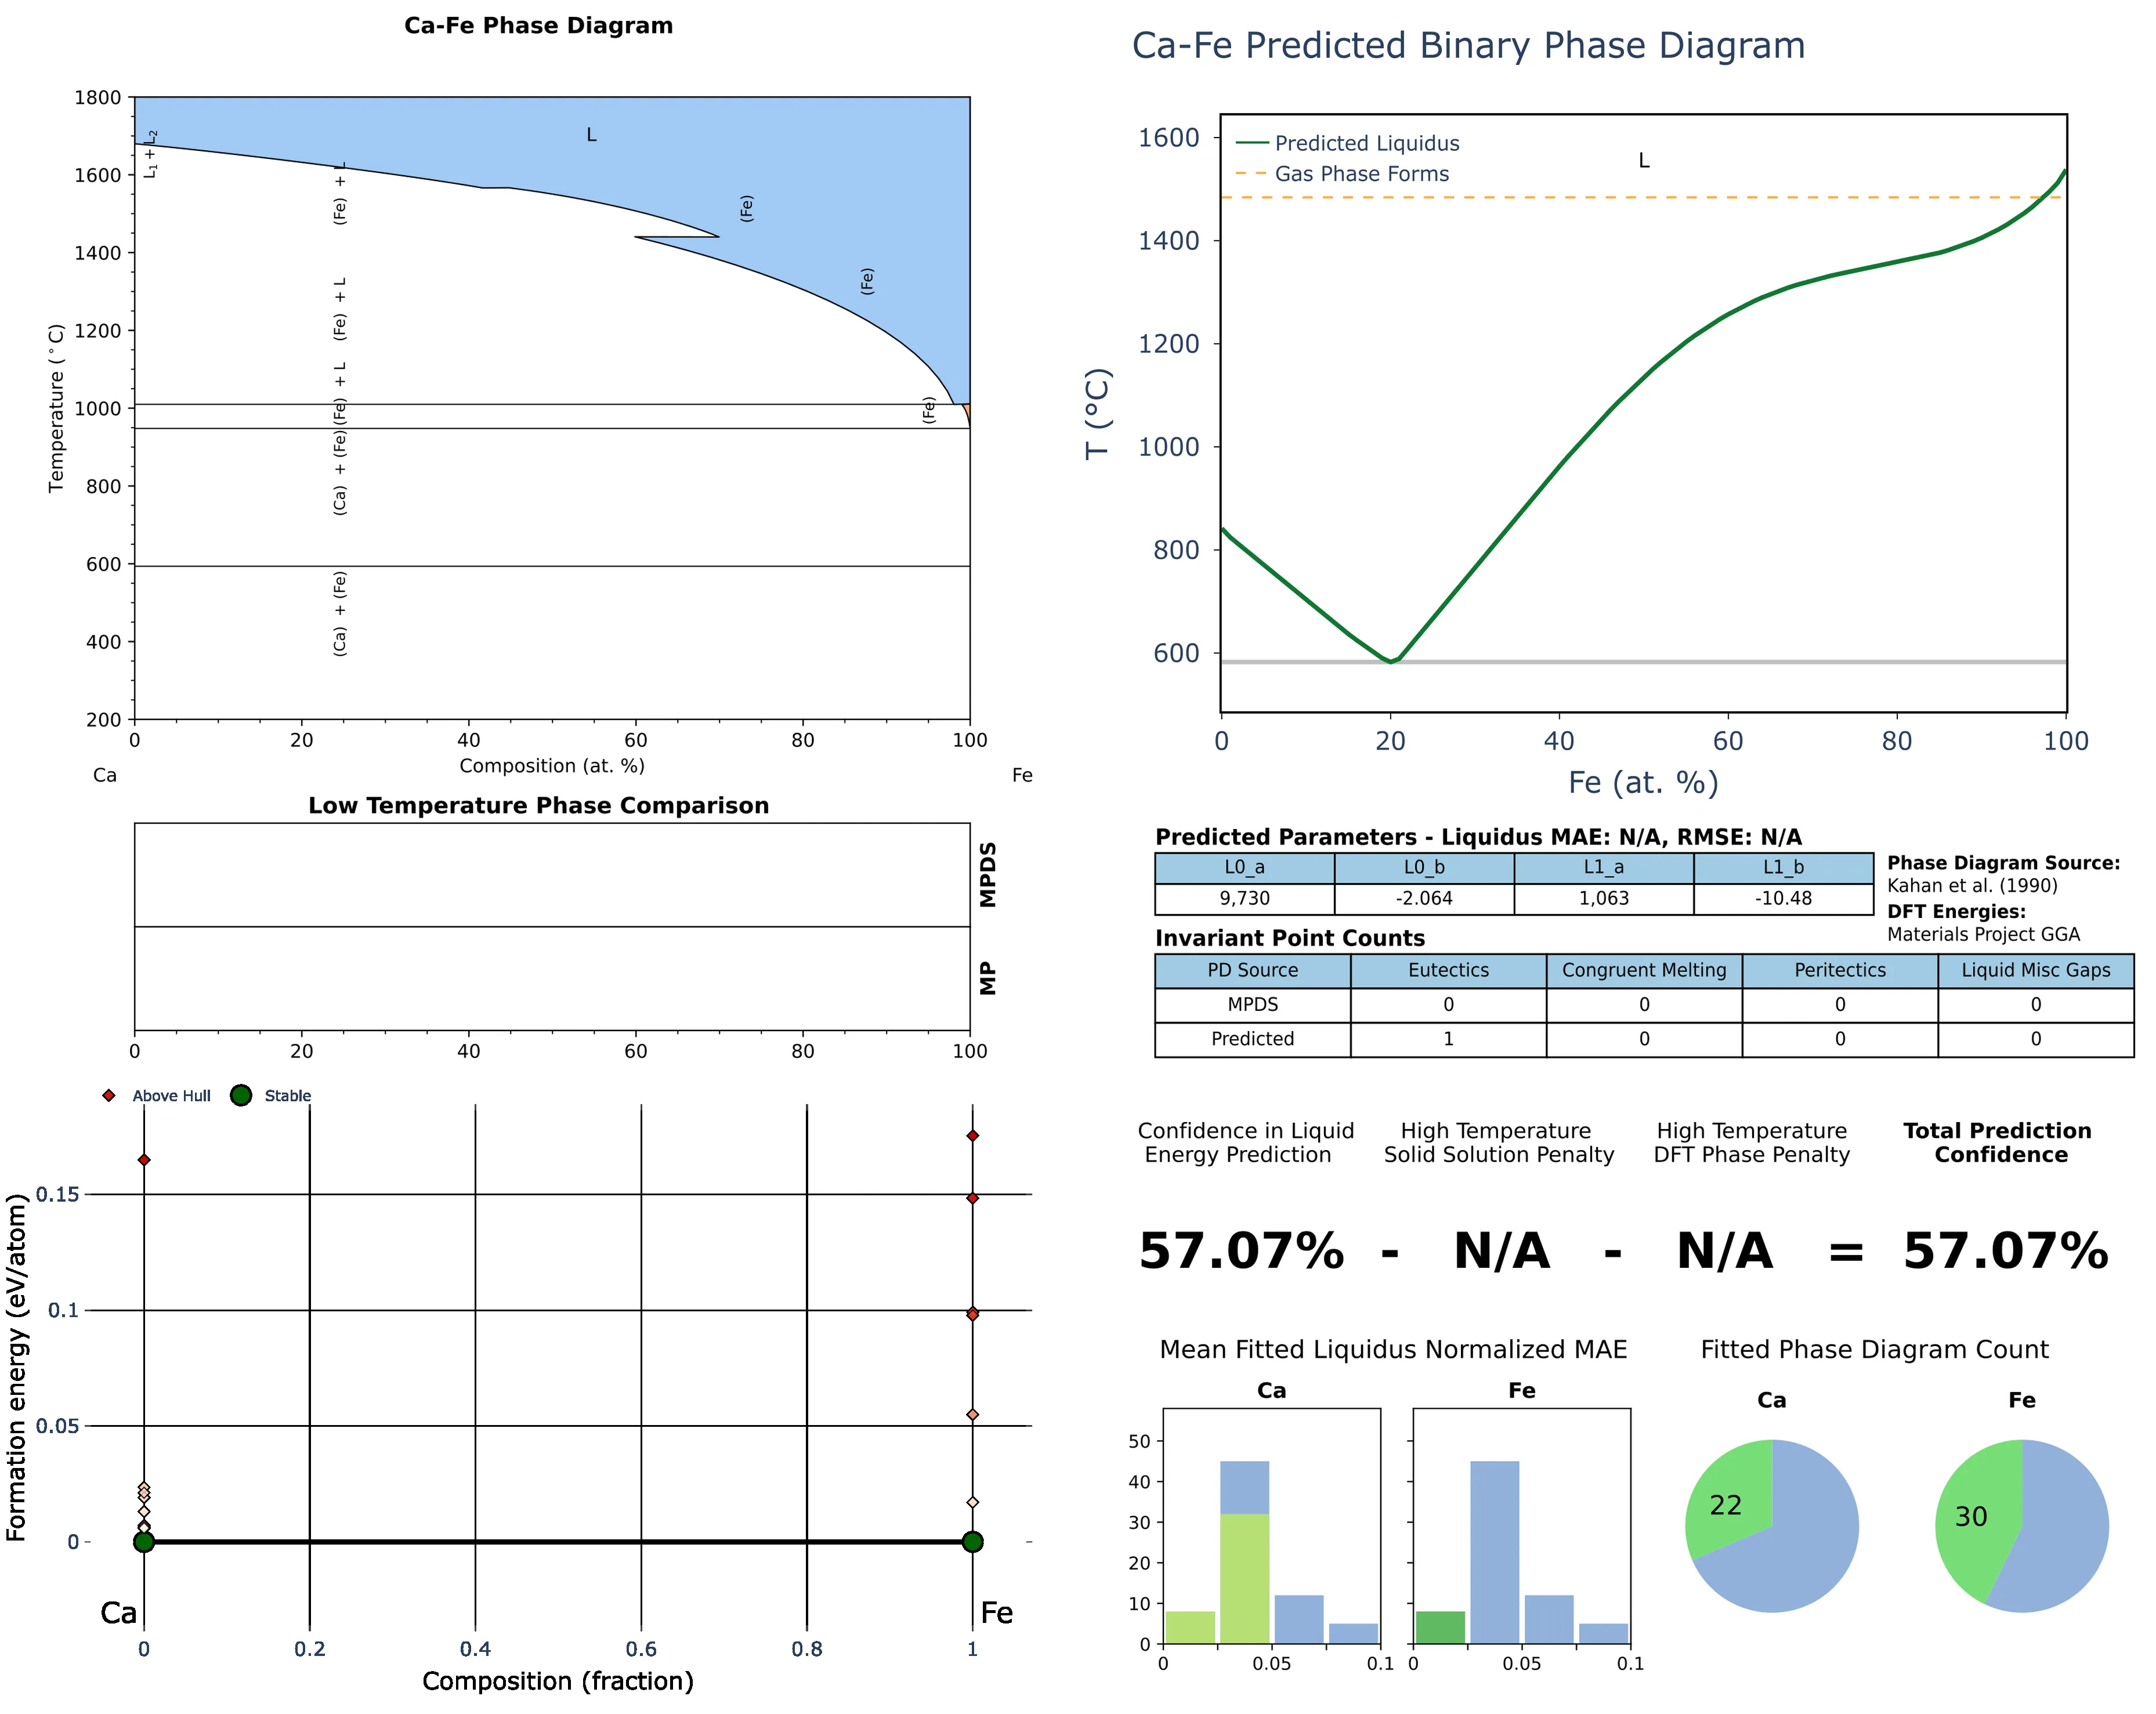 Ca-Fe Phase Diagram
1800
1600
1400
1200
1000
800
600
400
200
Temperature (°C)
L
L₁ + L₂
(Fe) + L
(Fe)
(Fe) + L
(Fe)
(Fe) + L
(Fe)
(Fe)
(Ca) + (Fe)
(Ca) + (Fe)
0 20 40 60 80 100
Composition (at. %)
Ca Fe
Low Temperature Phase Comparison
MPDS
MP
0 20 40 60 80 100
Above Hull Stable
0.15
0.1
0.05
0
Formation energy (eV/atom)
Ca Fe
0 0.2 0.4 0.6 0.8 1
Composition (fraction)
Ca-Fe Predicted Binary Phase Diagram
1600
1400
1200
1000
800
600
T (°C)
Predicted Liquidus
Gas Phase Forms
L
0 20 40 60 80 100
Fe (at. %)
Predicted Parameters - Liquidus MAE: N/A, RMSE: N/A
L0_a L0_b L1_a L1_b
9,730 -2.064 1,063 -10.48
Phase Diagram Source:
Kahan et al. (1990)
DFT Energies:
Materials Project GGA
Invariant Point Counts
PD Source Eutectics Congruent Melting Peritectics Liquid Misc Gaps
MPDS 0 0 0 0
Predicted 1 0 0 0
Confidence in Liquid
Energy Prediction
High Temperature
Solid Solution Penalty
High Temperature
DFT Phase Penalty
Total Prediction
Confidence
57.07% - N/A - N/A = 57.07%
Mean Fitted Liquidus Normalized MAE
Ca Fe
50
40
30
20
10
0
0 0.05 0.1
0 0.05 0.1
Fitted Phase Diagram Count
Ca Fe
22 30